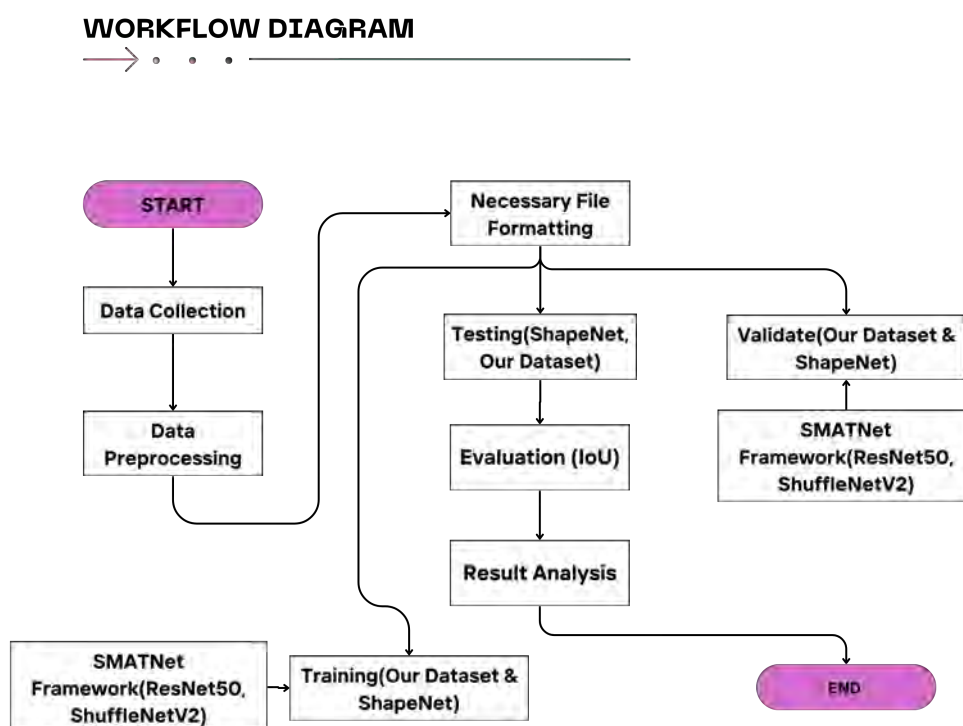 WORKFLOW DIAGRAM
START
Data Collection
Data
Preprocessing
Necessary File
Formatting
Testing(ShapeNet,
Our Dataset)
Evaluation (IoU)
Result Analysis
Validate(Our Dataset &
ShapeNet)
SMATNet
Framework(ResNet50,
ShuffleNetV2)
SMATNet
Framework(ResNet50,
ShuffleNetV2)
Training(Our Dataset &
ShapeNet)
END